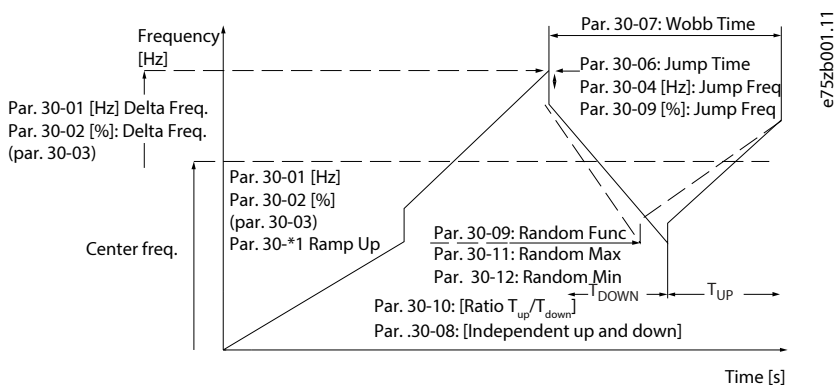 Frequency
[Hz]
Par. 30-07: Wobb Time
Par. 30-06: Jump Time
Par. 30-04 [Hz]: Jump Freq
Par. 30-09 [%]: Jump Freq
Par. 30-01 [Hz] Delta Freq.
Par. 30-02 [%]: Delta Freq.
(par. 30-03)
Par. 30-01 [Hz]
Par. 30-02 [%]
(par. 30-03)
Par. 30-*1 Ramp Up
Center freq.
Par. 30-09: Random Func
Par. 30-11: Random Max
Par. 30-12: Random Min
TDOWN
TUP
Par. 30-10: [Ratio Tup/Tdown]
Par. .30-08: [Independent up and down]
Time [s]
e75zb001.11